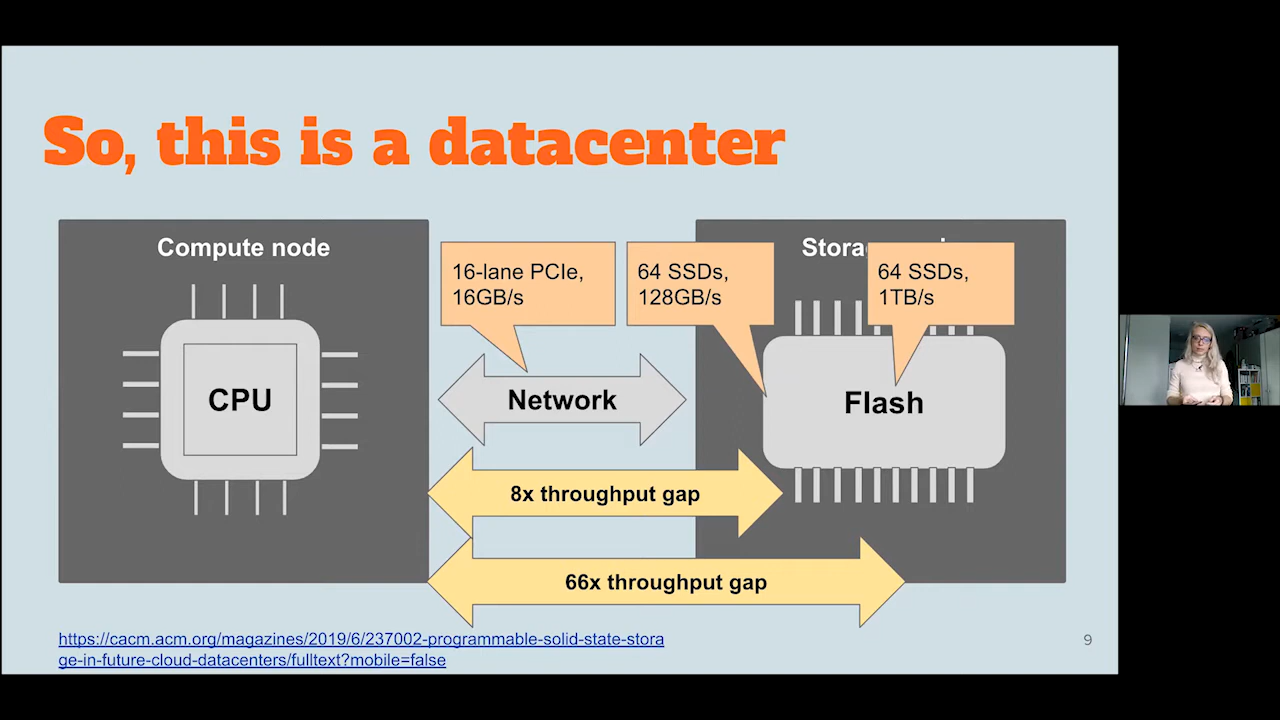 So, this is a datacenter
Compute node
Stora
16-lane PCIe,
16GB/s
64 SSDs,
128GB/s
64 SSDs,
1TB/s
CPU
Network
Flash
8x throughput gap
66x throughput gap
https://cacm.acm.org/magazines/2019/6/237002-programmable-solid-state-stora
ge-in-future-cloud-datacenters/fulltext?mobile=false
9